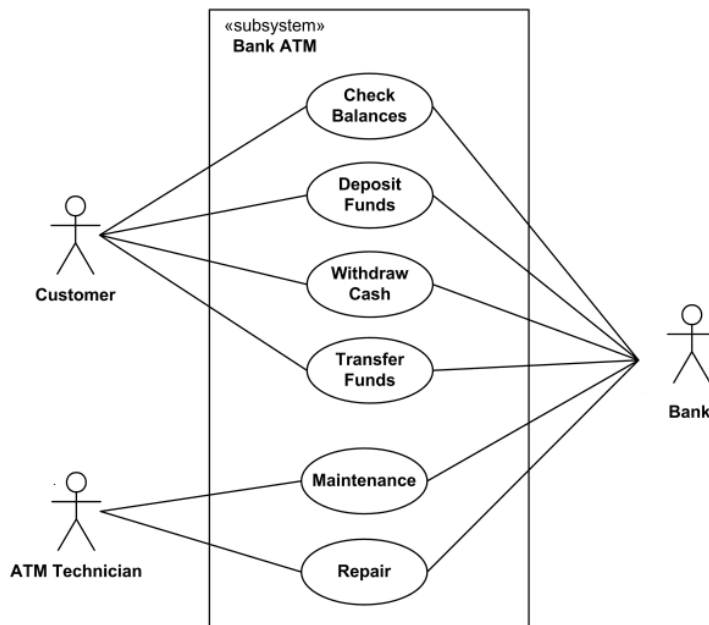 «subsystem»
Bank ATM
Check
Balances
Deposit
Funds
Customer
Withdraw
Cash
Transfer
Funds
Bank
Maintenance
ATM Technician
Repair